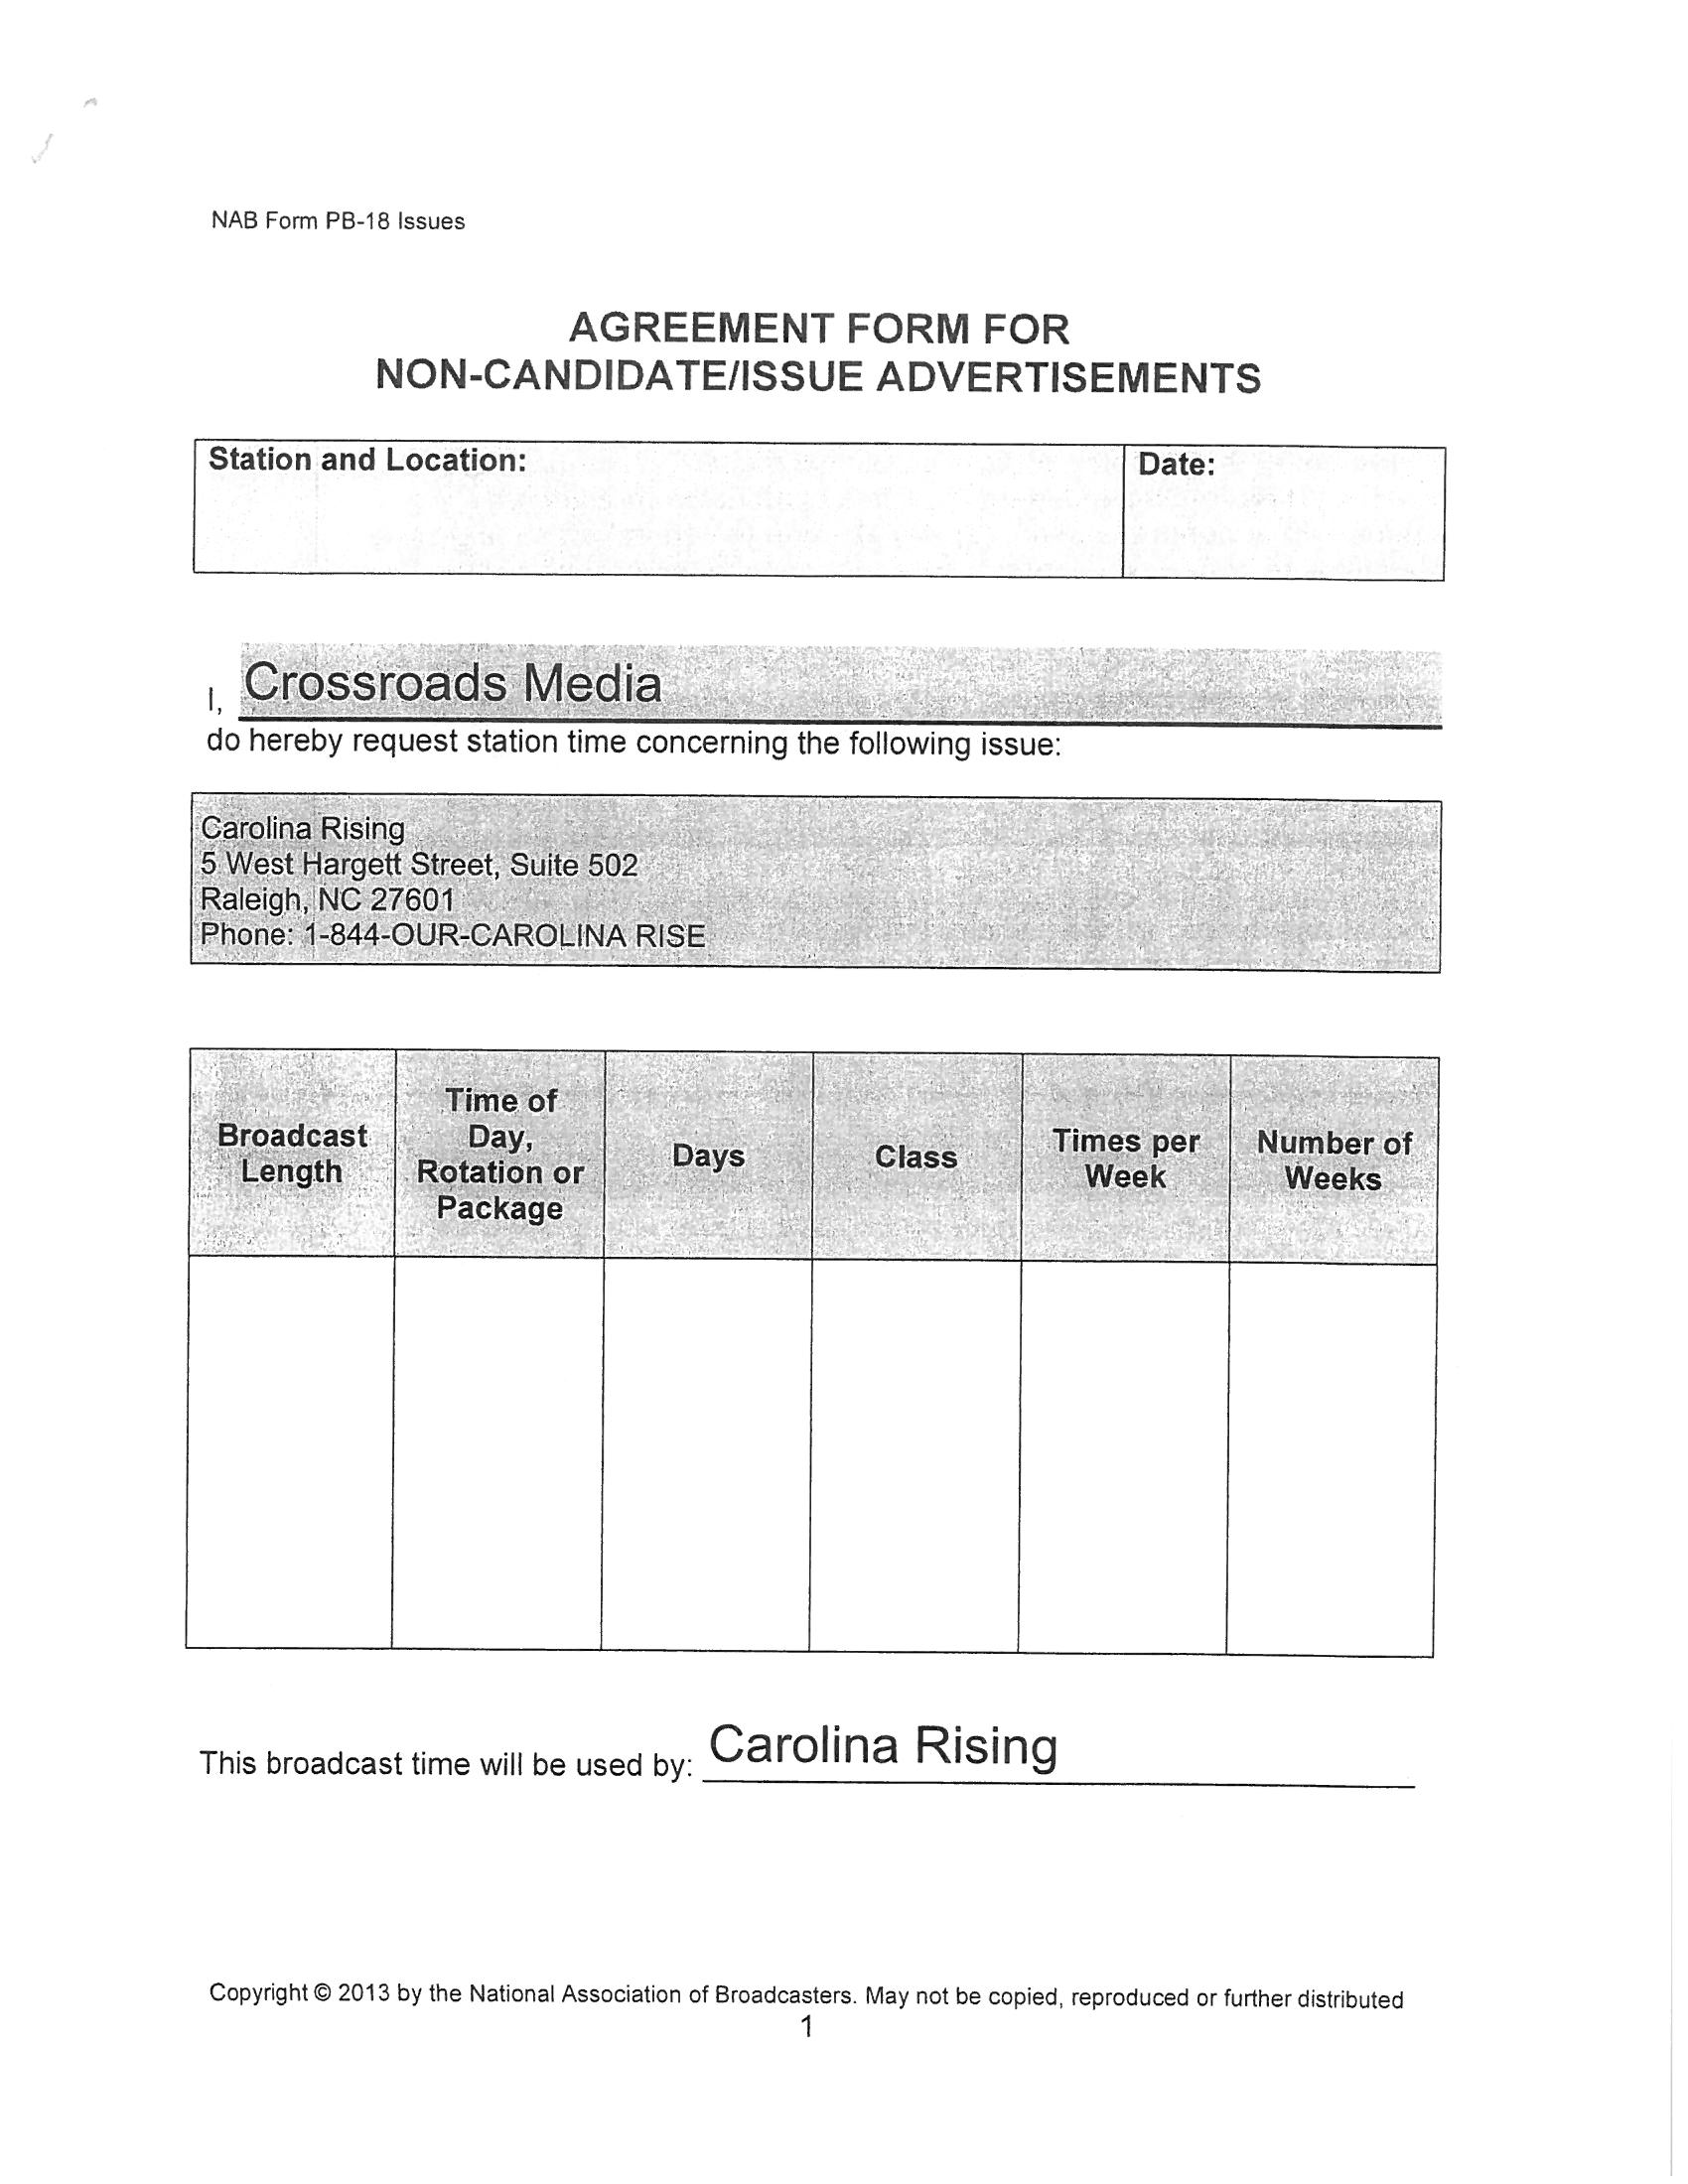 NAB Form PB-18 Issues
AGREEMENT FORM FOR
NON-CANDIDATE/ISSUE ADVERTISEMENTS
Station and Location:
Date:
I, Crossroads Media
do hereby request station time concerning the following issue:
Carolina Rising
5 West Hargett Street, Suite 502
Raleigh, NC 27601
Phone: 1-844-OUR-CAROLINA RISE
Broadcast
Length
Time of
Day,
Rotation or
Package
Days
Class
Times per
Week
Number of
Weeks
This broadcast time will be used by: Carolina Rising
Copyright © 2013 by the National Association of Broadcasters. May not be copied, reproduced or further distributed
1